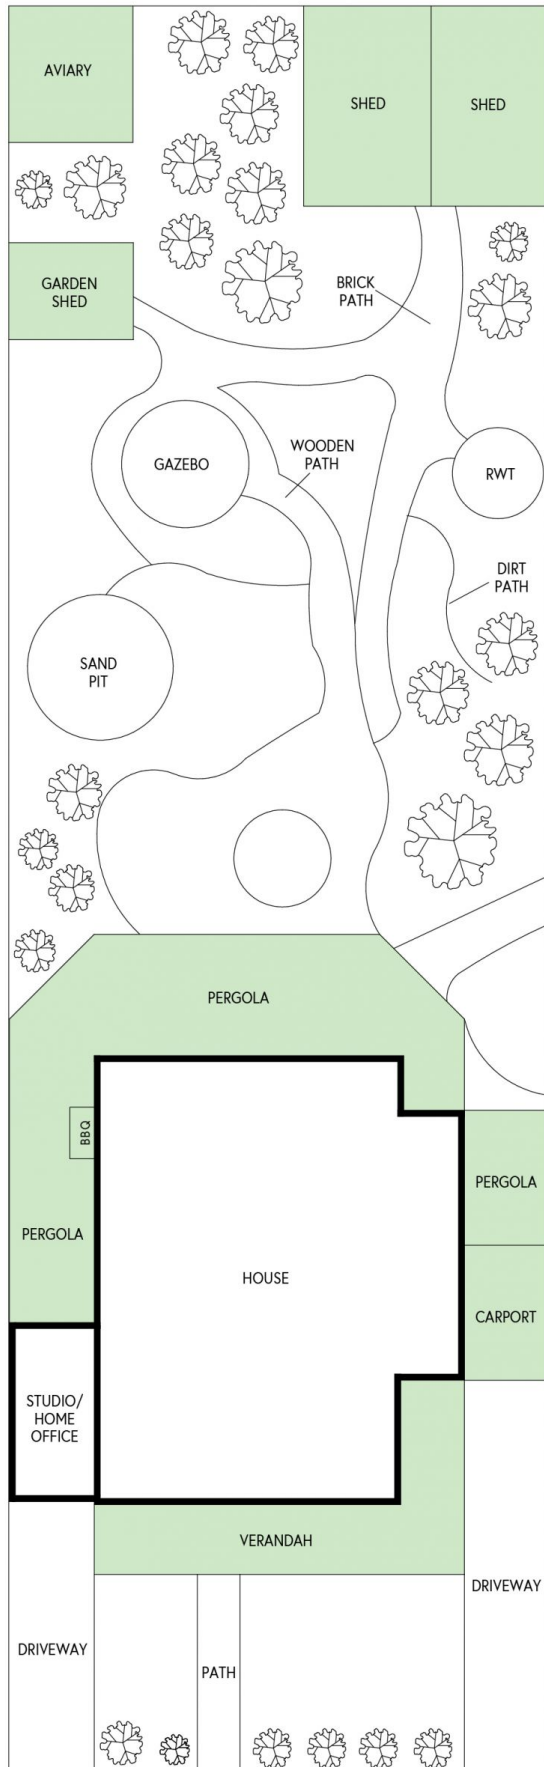 AVIARY
SHED
SHED
GARDEN
SHED
BRICK
PATH
WOODEN
PATH
GAZEBO
RWT
DIRT
PATH
SAND
PIT
PERGOLA
BBQ
PERGOLA
PERGOLA
HOUSE
CARPORT
STUDIO/
HOME
OFFICE
VERANDAH
DRIVEWAY
DRIVEWAY
PATH